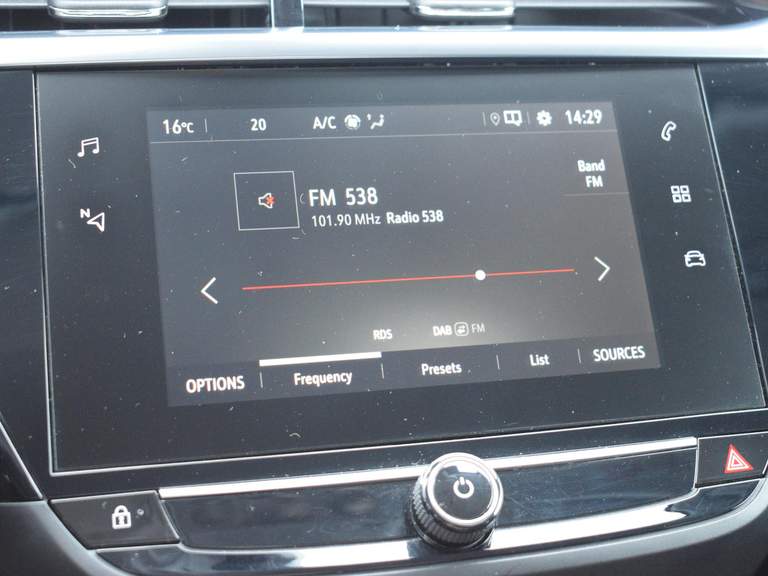 16°C 20 A/C 14:29
Band
FM
FM 538
101.90 MHz Radio 538
N
RDS DAB FM
OPTIONS Frequency Presets List SOURCES